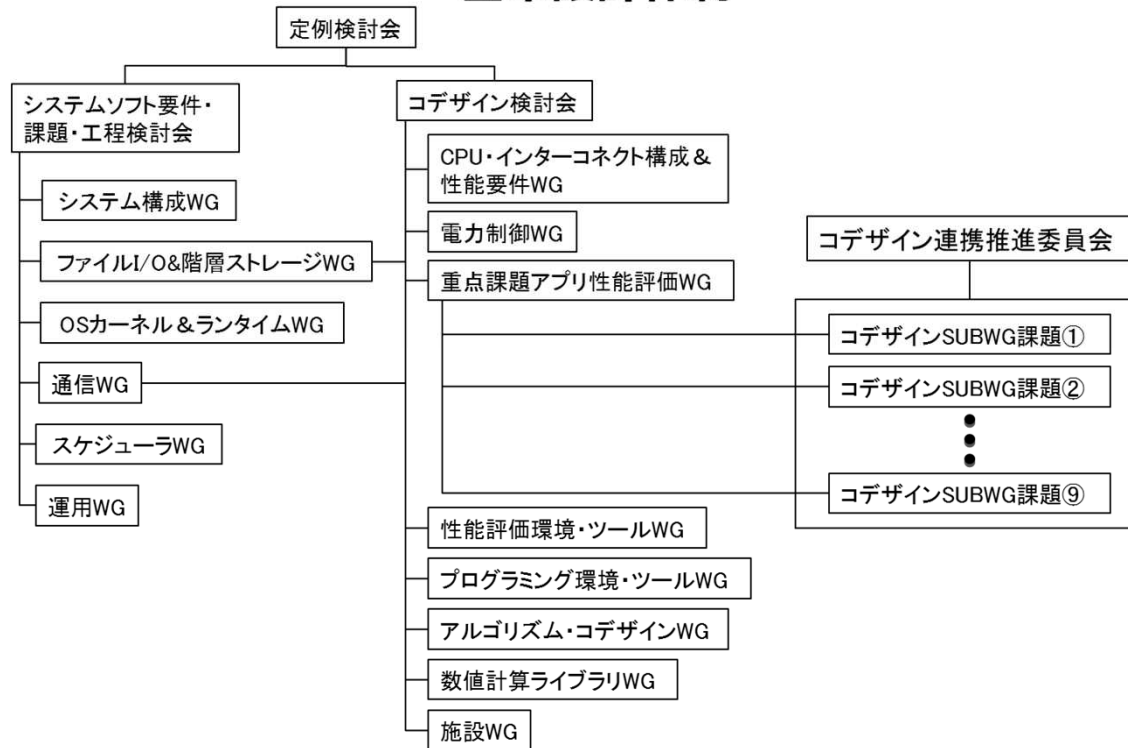 定例検討会
システムソフト要件・
課題・工程検討会
システム構成WG
ファイルI/O&階層ストレージWG
OSカーネル&ランタイムWG
通信WG
スケジューラWG
運用WG
コデザイン検討会
CPU・インターコネクト構成&
性能要件WG
電力制御WG
重点課題アプリ性能評価WG
性能評価環境・ツールWG
プログラミング環境・ツールWG
アルゴリズム・コデザインWG
数値計算ライブラリWG
施設WG
コデザイン連携推進委員会
コデザインSUBWG課題①
コデザインSUBWG課題②
コデザインSUBWG課題⑨